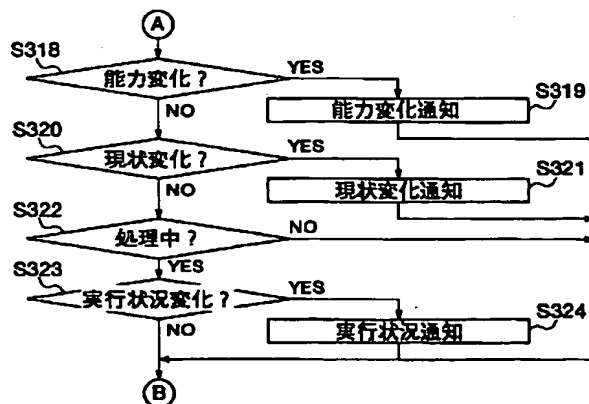 A
S318
能力変化？
YES
S319
能力変化通知
NO
S320
現状変化？
YES
S321
現状変化通知
NO
S322
処理中？
NO
YES
S323
実行状況変化？
YES
S324
実行状況通知
NO
B